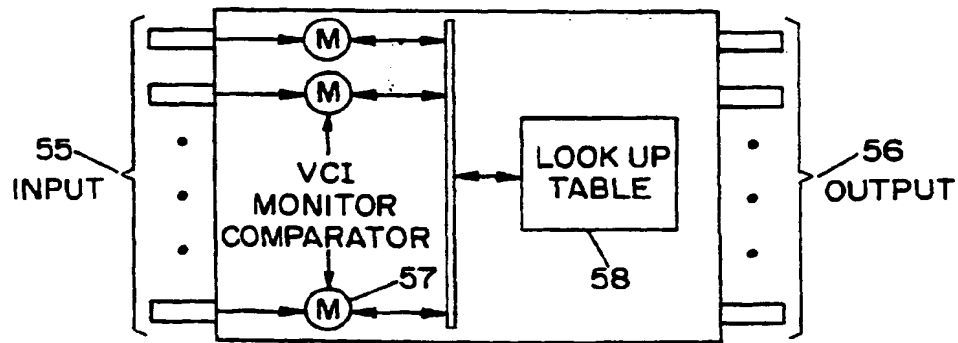 M
M
55
INPUT
VCI
MONITOR
COMPARATOR
M
57
LOOK UP
TABLE
58
56
OUTPUT